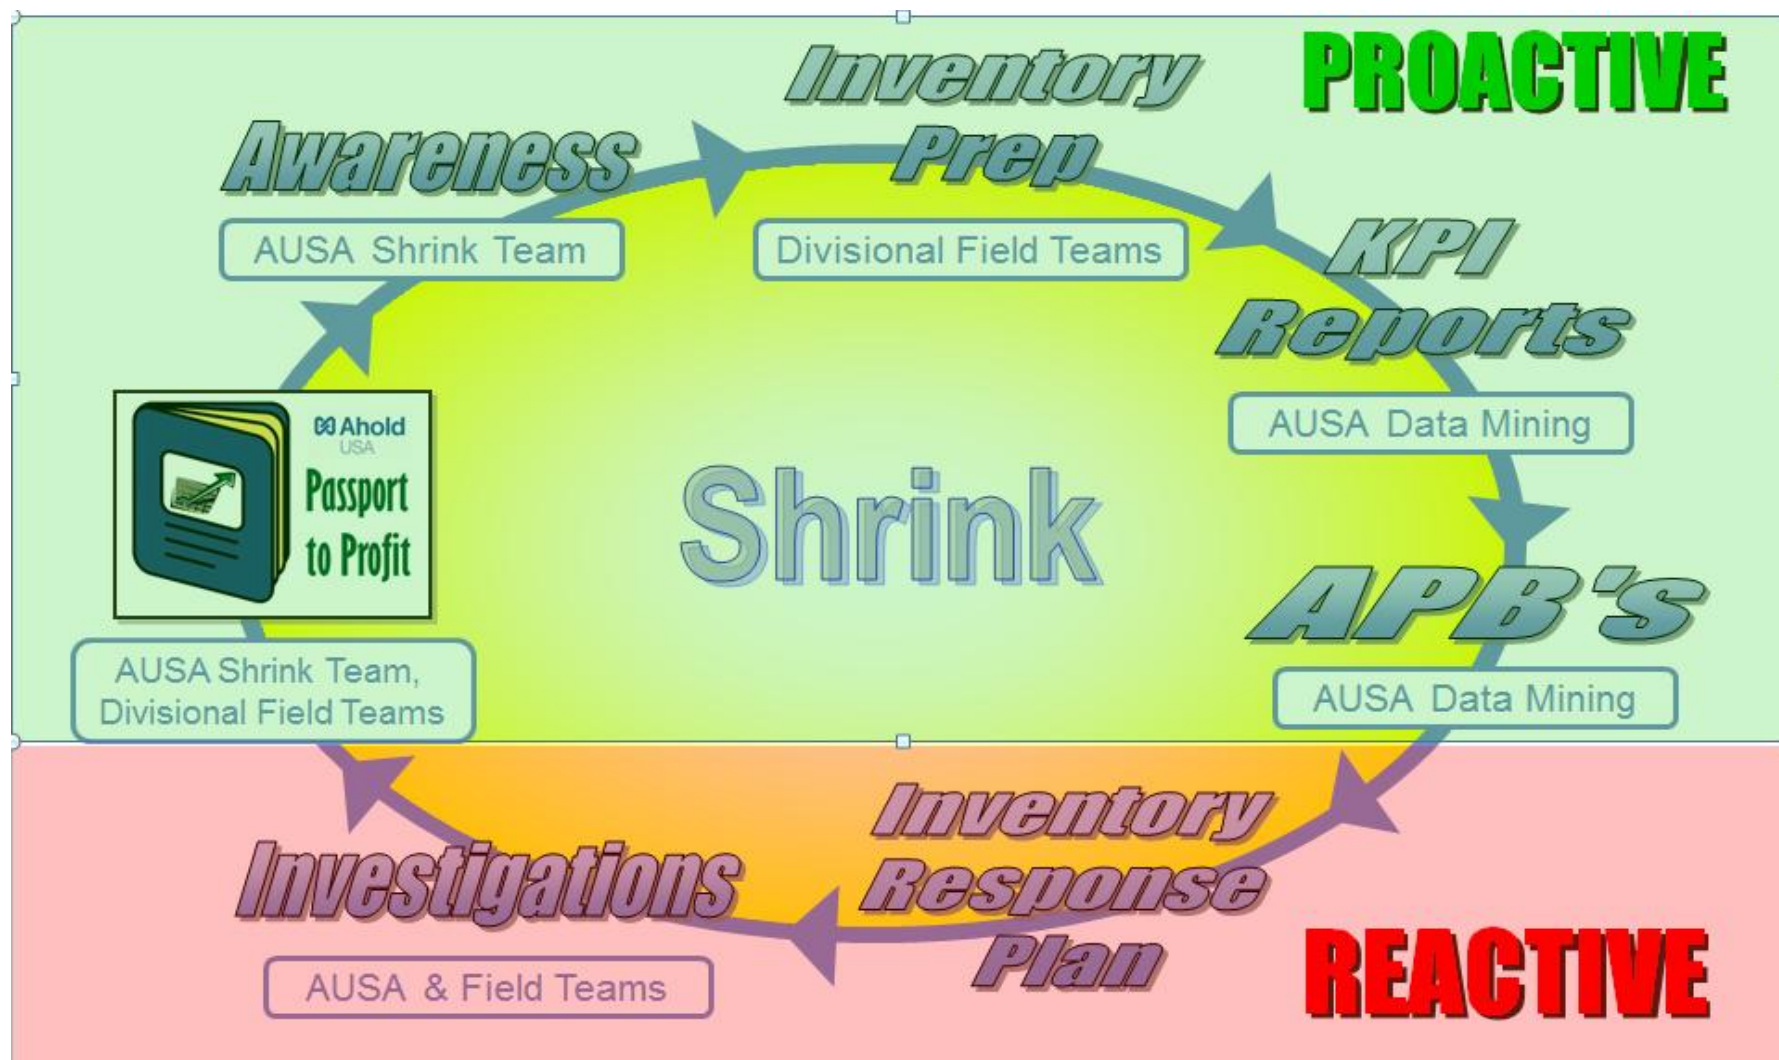 PROACTIVE
Inventory
Prep
Divisional Field Teams
Awareness
AUSA Shrink Team
KPI
Reports
AUSA Data Mining
Ahold
USA
Passport
to Profit
AUSA Shrink Team,
Divisional Field Teams
Shrink
APB's
AUSA Data Mining
Inventory
Response
Plan
Investigations
AUSA & Field Teams
REACTIVE